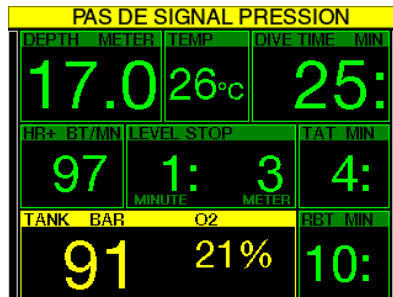 PAS DE SIGNAL PRESSION
DEPTH METER TEMP DIVE TIME MIN
17.0 26°C 25:
HR+ BT/MN LEVEL STOP TAT MIN
97 1: 3 4:
MINUTE METER
TANK BAR O2 RBT MIN
91 21% 10: